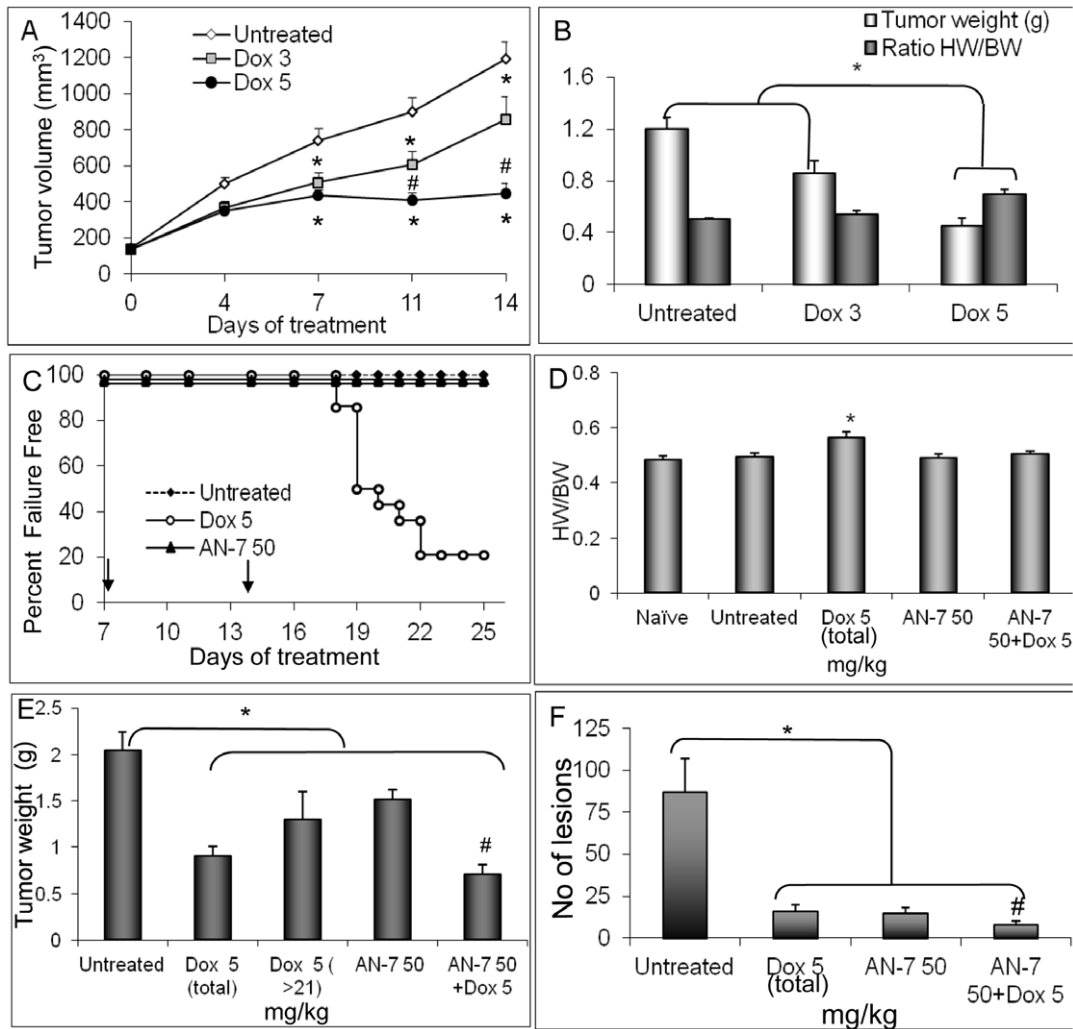 A
Untreated
Dox 3
Dox 5
Tumor volume (mm³)
1400
1200
1000
800
600
400
200
0
* * * # # * * *
0 4 7 11 14
Days of treatment
B
Tumor weight (g)
Ratio HW/BW
*
1.6
1.2
0.8
0.4
0
Untreated Dox 3 Dox 5
C
Percent Failure Free
100
80
60
40
20
0
Untreated
Dox 5
AN-7 50
7 10 11 14 17 18 19 22 25
Days of treatment
D
HW/BW
0.8
0.6
0.4
0.2
0
*
Naïve Untreated Dox 5 AN-7 50 AN-7
(total) 50+Dox 5
mg/kg
E
Tumor weight (g)
2.5
2
1.5
1
0.5
0
*
#
Untreated Dox 5 Dox 5 ( AN-7 50 AN-7 50
(total) >21) +Dox 5
mg/kg
F
No of lesions
125
100
75
50
25
0
*
#
Untreated Dox 5 AN-7 50 AN-7
(total) 50+Dox 5
mg/kg